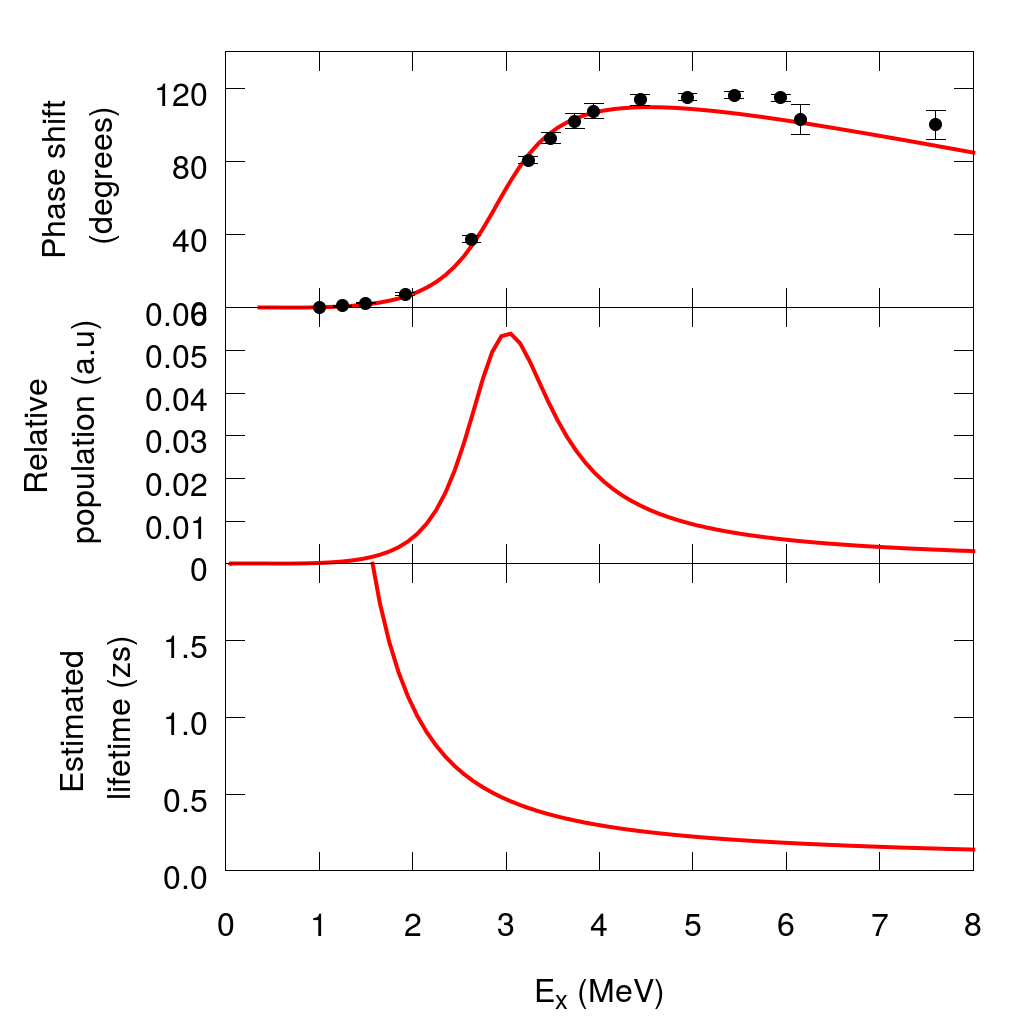 Phase shift
(degrees)
120
80
40
0
0.06
Relative
population (a.u)
0.05
0.04
0.03
0.02
0.01
0
Estimated
lifetime (zs)
1.5
1.0
0.5
0.0
0 1 2 3 4 5 6 7 8
Eₓ (MeV)